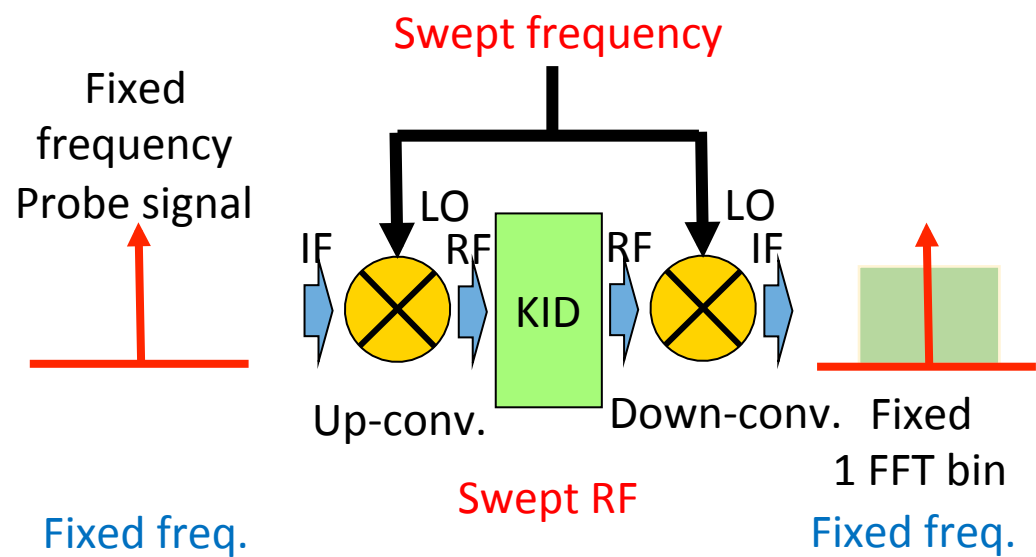 Swept frequency
Fixed
frequency
Probe signal
LO
LO
IF
RF
RF
IF
KID
Up-conv.
Down-conv.
Fixed
1 FFT bin
Swept RF
Fixed freq.
Fixed freq.